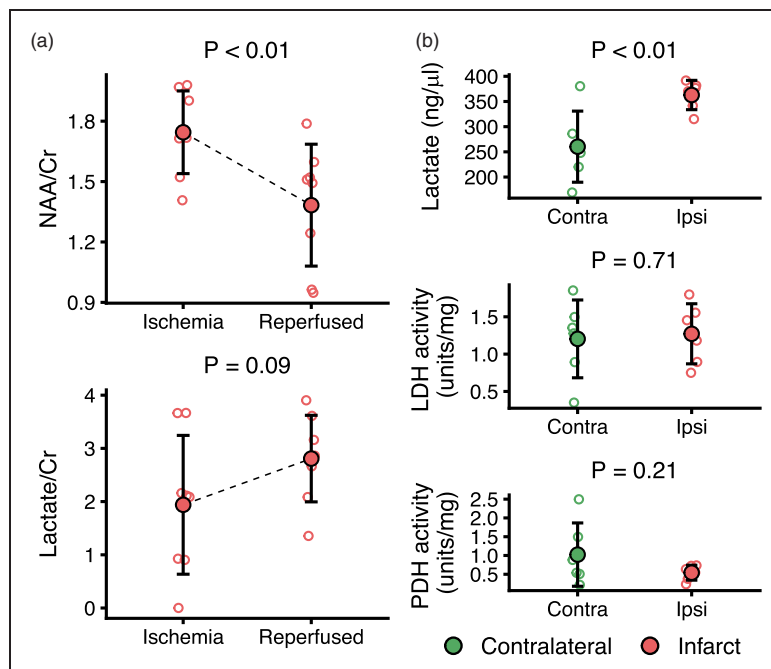 (a)
P < 0.01
NAA/Cr
1.8
1.5
1.2
0.9
Ischemia Reperfused
P = 0.09
Lactate/Cr
4
3
2
1
0
Ischemia Reperfused
(b)
P < 0.01
Lactate (ng/µl)
400
350
300
250
200
Contra Ipsi
P = 0.71
LDH activity
(units/mg)
1.5
1.0
0.5
Contra Ipsi
P = 0.21
PDH activity
(units/mg)
2.5
2.0
1.5
1.0
0.5
Contra Ipsi
Contralateral Infarct